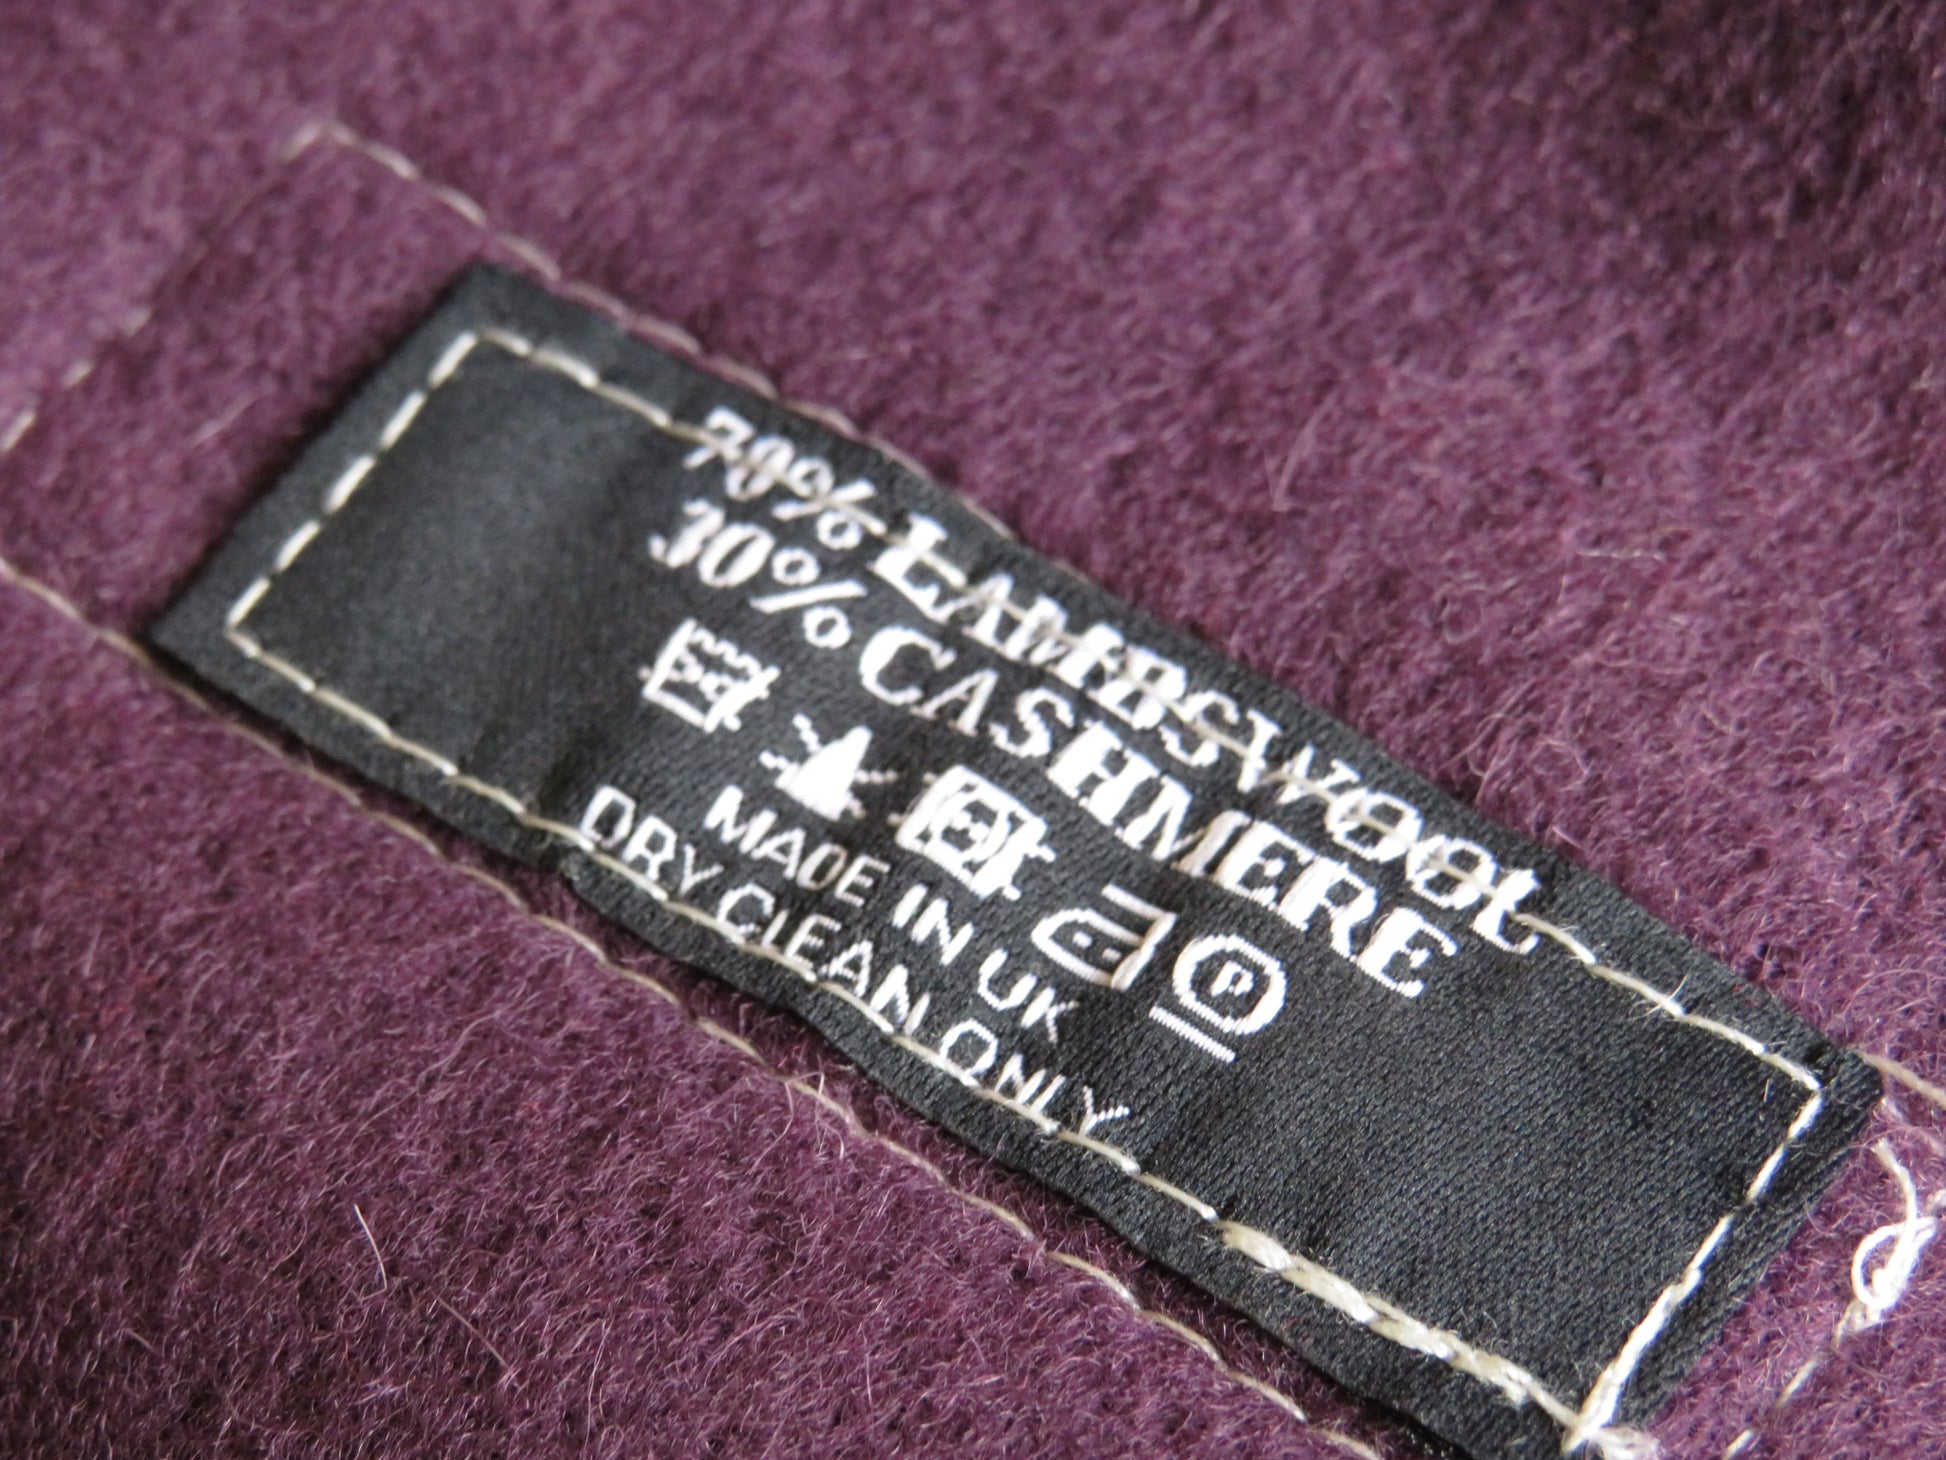 70% LAMBSWOOL
30% CASHMERE
P
MADE IN UK
DRY CLEAN ONLY